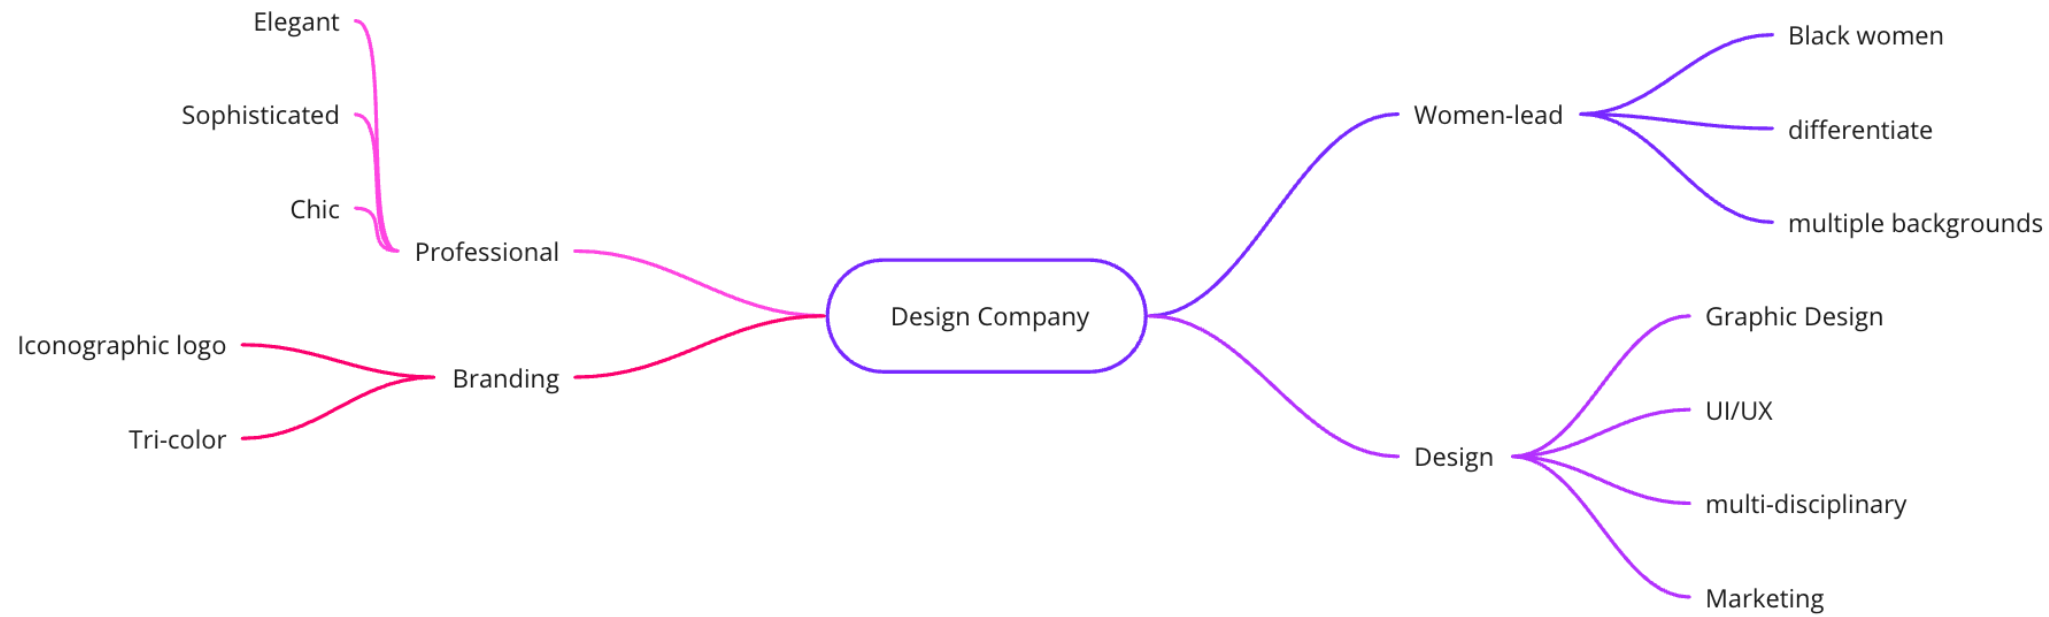 Elegant
Sophisticated
Chic
Professional
Iconographic logo
Branding
Tri-color
Design Company
Women-lead
Black women
differentiate
multiple backgrounds
Design
Graphic Design
UI/UX
multi-disciplinary
Marketing